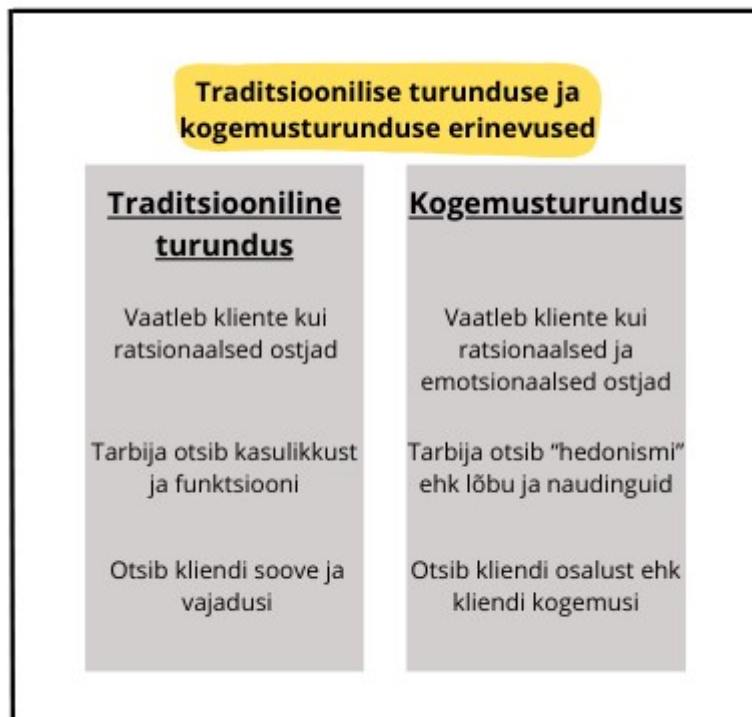 Traditsioonilise turunduse ja
kogemusturunduse erinevused
Traditsiooniline
turundus
Vaatleb kliente kui
ratsionaalsed ostjad
Tarbija otsib kasulikkust
ja funktsiooni
Otsib kliendi soove ja
vajadusi
Kogemusturundus
Vaatleb kliente kui
ratsionaalsed ja
emotsionaalsed ostjad
Tarbija otsib “hedonismi”
ehk lõbu ja naudinguid
Otsib kliendi osalust ehk
kliendi kogemusi